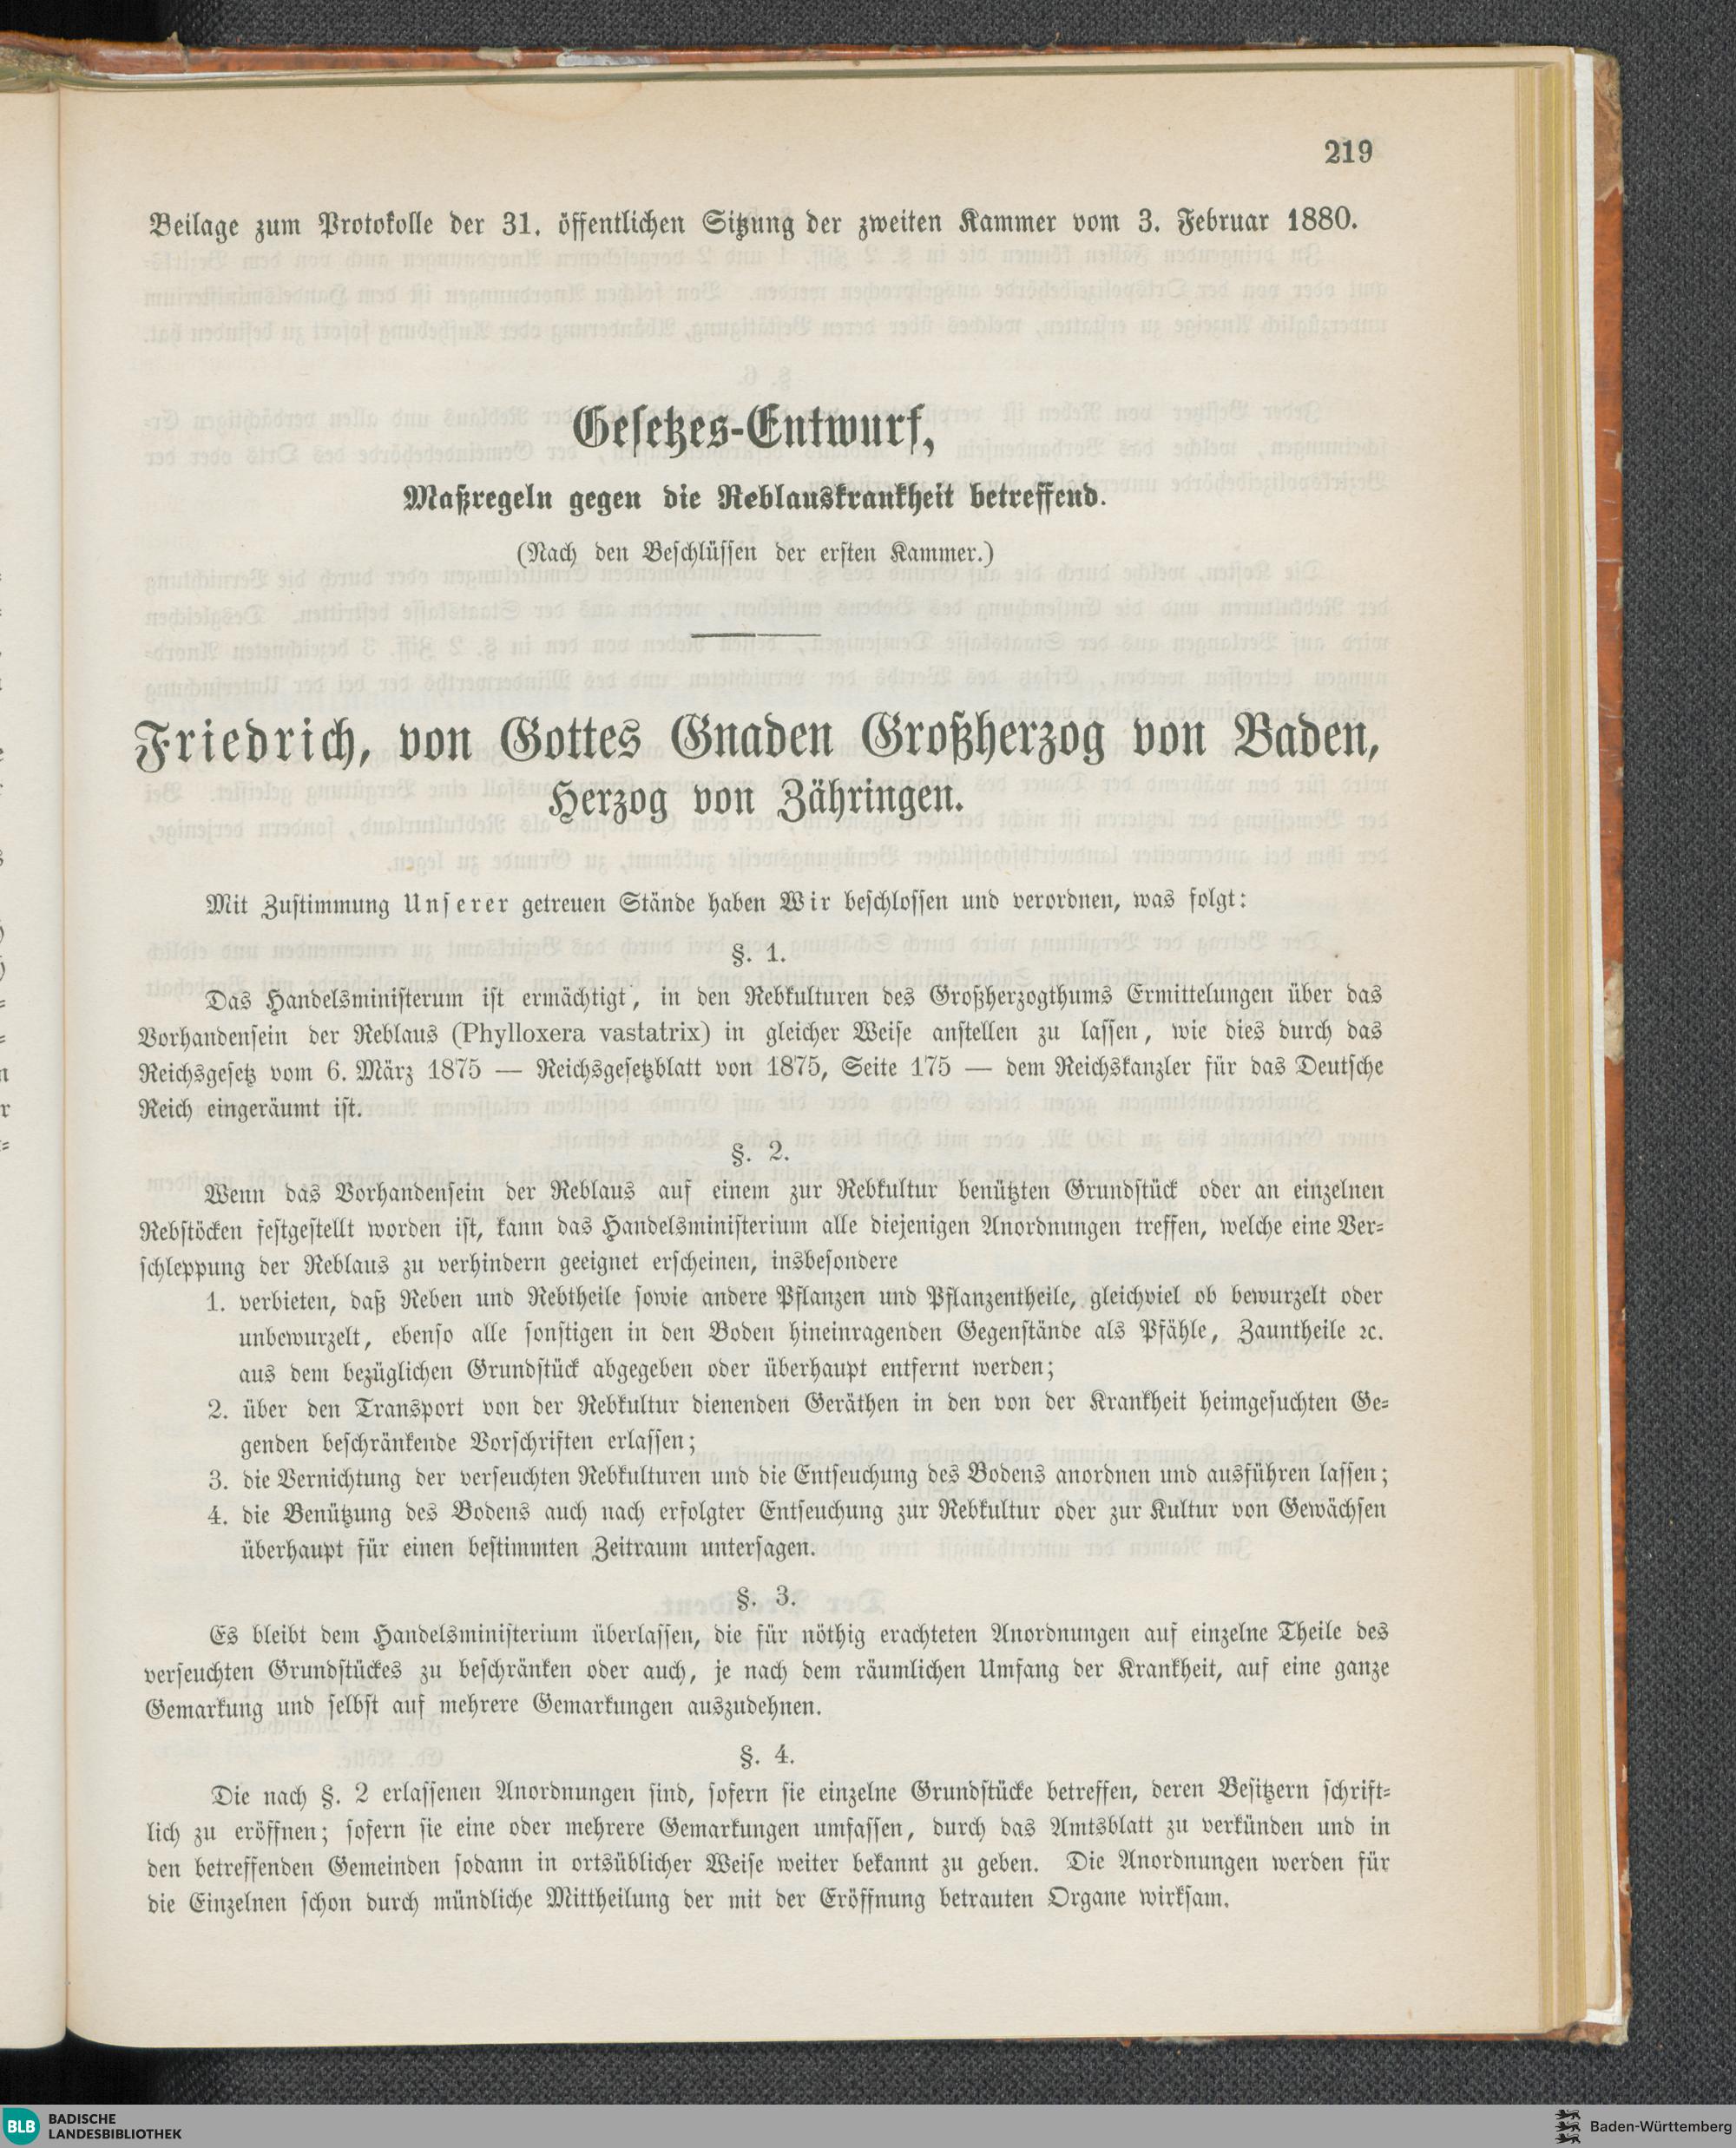 219
Beilage zum Protokolle der 31. öffentlichen Sitzung der zweiten Kammer vom 3. Februar 1880.
Gesetzes-Entwurf,
Maßregeln gegen die Reblauskrankheit betreffend.
(Nach den Beschlüssen der ersten Kammer.)
Friedrich, von Gottes Gnaden Großherzog von Baden,
Herzog von Zähringen.
Mit Zustimmung Unserer getreuen Stände haben Wir beschlossen und verordnen, was folgt:
§. 1.
Das Handelsministerum ist ermächtigt, in den Rebkulturen des Großherzogthums Ermittelungen über das
Vorhandensein der Reblaus (Phylloxera vastatrix) in gleicher Weise anstellen zu lassen, wie dies durch das
Reichsgesetz vom 6. März 1875 — Reichsgesetzblatt von 1875, Seite 175 — dem Reichskanzler für das Deutsche
Reich eingeräumt ist.
§. 2.
Wenn das Vorhandensein der Reblaus auf einem zur Rebkultur benützten Grundstück oder an einzelnen
Rebstöcken festgestellt worden ist, kann das Handelsministerium alle diejenigen Anordnungen treffen, welche eine Ver-
schleppung der Reblaus zu verhindern geeignet erscheinen, insbesondere
1. verbieten, daß Reben und Rebtheile sowie andere Pflanzen und Pflanzentheile, gleichviel ob bewurzelt oder
unbewurzelt, ebenso alle sonstigen in den Boden hineinragenden Gegenstände als Pfähle, Zauntheile ꝛc.
aus dem bezüglichen Grundstück abgegeben oder überhaupt entfernt werden;
2. über den Transport von der Rebkultur dienenden Geräthen in den von der Krankheit heimgesuchten Ge-
genden beschränkende Vorschriften erlassen;
3. die Vernichtung der verseuchten Rebkulturen und die Entseuchung des Bodens anordnen und ausführen lassen;
4. die Benützung des Bodens auch nach erfolgter Entseuchung zur Rebkultur oder zur Kultur von Gewächsen
überhaupt für einen bestimmten Zeitraum untersagen.
§. 3.
Es bleibt dem Handelsministerium überlassen, die für nöthig erachteten Anordnungen auf einzelne Theile des
verseuchten Grundstückes zu beschränken oder auch, je nach dem räumlichen Umfang der Krankheit, auf eine ganze
Gemarkung und selbst auf mehrere Gemarkungen auszudehnen.
§. 4.
Die nach §. 2 erlassenen Anordnungen sind, sofern sie einzelne Grundstücke betreffen, deren Besitzern schrift-
lich zu eröffnen; sofern sie eine oder mehrere Gemarkungen umfassen, durch das Amtsblatt zu verkünden und in
den betreffenden Gemeinden sodann in ortsüblicher Weise weiter bekannt zu geben. Die Anordnungen werden für
die Einzelnen schon durch mündliche Mittheilung der mit der Eröffnung betrauten Organe wirksam.
BLB BADISCHE
LANDESBIBLIOTHEK
Baden-Württemberg